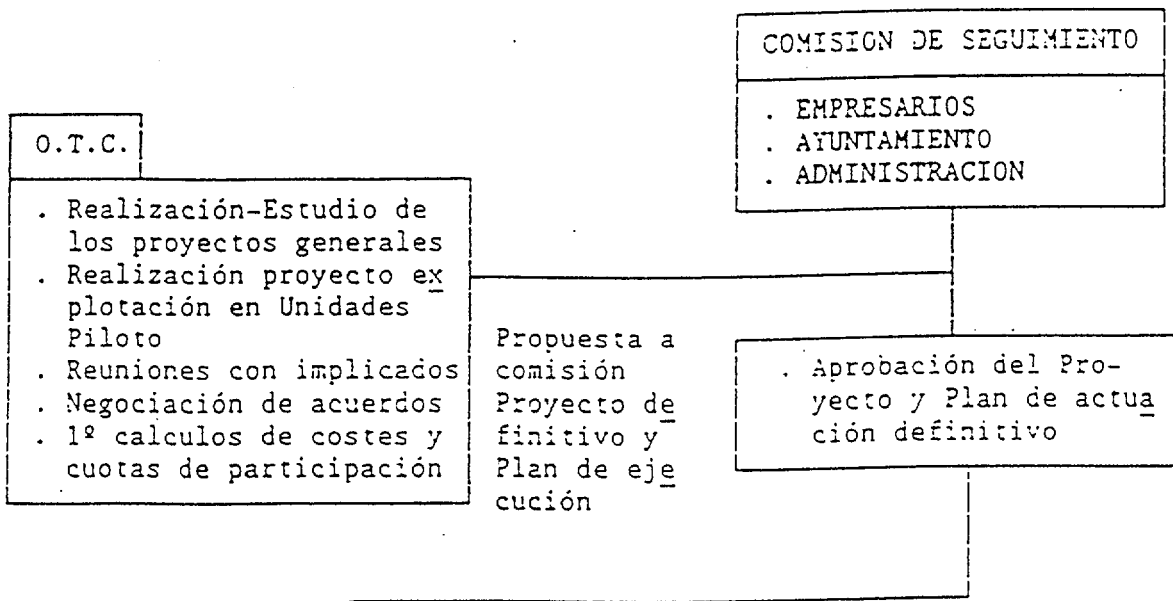 COMISION DE SEGUIMIENTO
. EMPRESARIOS
. AYUNTAMIENTO
. ADMINISTRACION
O.T.C.
. Realización-Estudio de
los proyectos generales
. Realización proyecto ex
plotación en Unidades
Piloto
. Reuniones con implicados
. Negociación de acuerdos
. 1º calculos de costes y
cuotas de participación
Propuesta a
comisión
Proyecto de
finitivo y
Plan de eje
cución
. Aprobación del Pro-
yecto y Plan de actua
ción definitivo